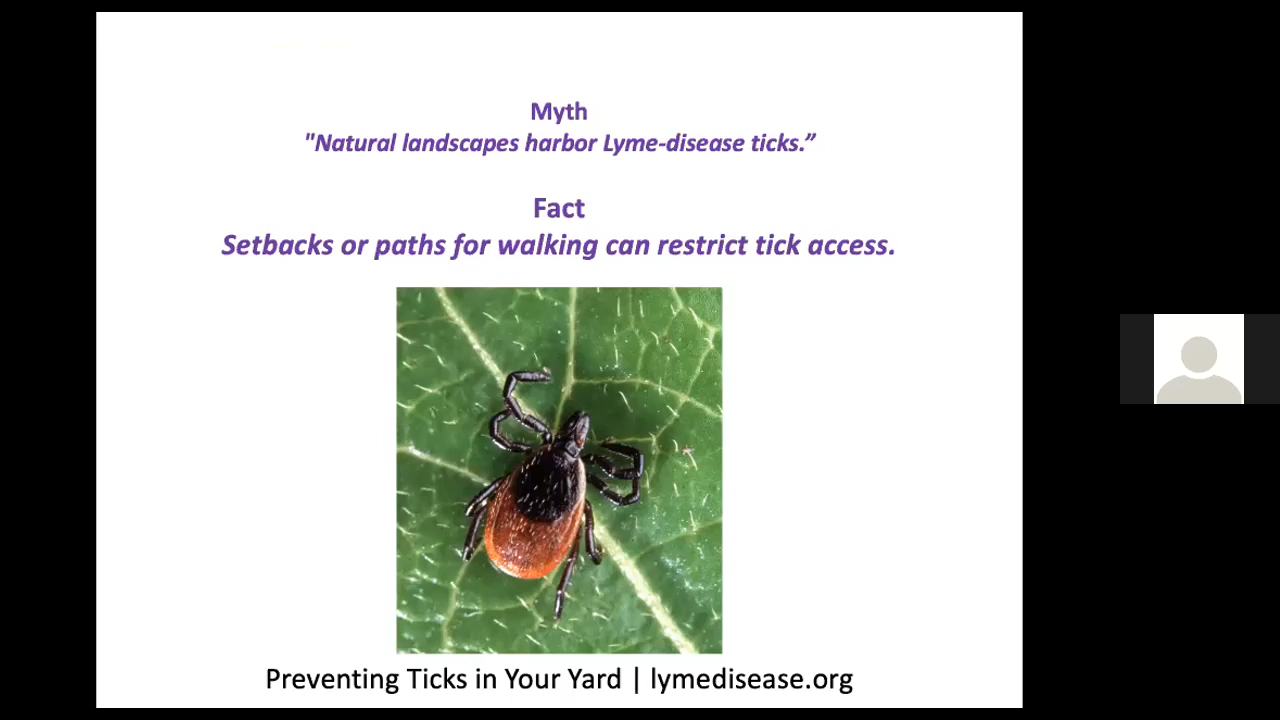 Myth
"Natural landscapes harbor Lyme-disease ticks.”
Fact
Setbacks or paths for walking can restrict tick access.
Preventing Ticks in Your Yard | lymedisease.org